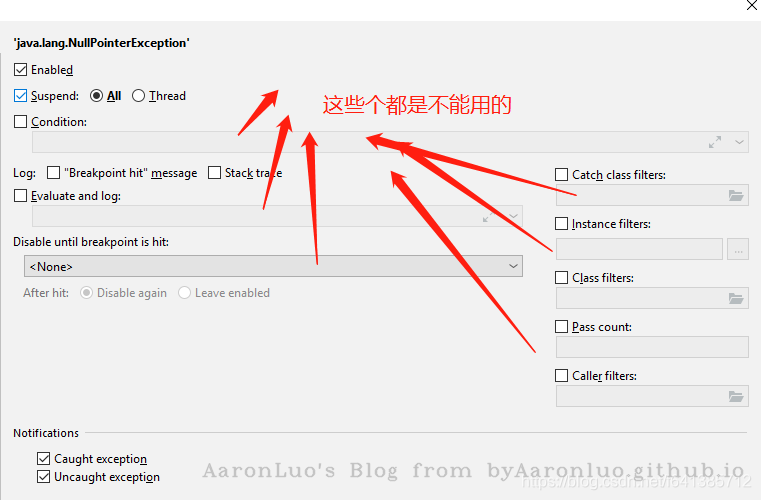 'java.lang.NullPointerException'
Enabled
Suspend: All Thread
这些个都是不能用的
Condition:
Log: "Breakpoint hit" message Stack trace
Evaluate and log:
Disable until breakpoint is hit:
<None>
After hit: Disable again Leave enabled
Catch class filters:
Instance filters:
...
Class filters:
Pass count:
Caller filters:
Notifications
Caught exception
Uncaught exception
AaronLuo's Blog from byAaronluo.github.io
https://blog.csdn.net/l641385712